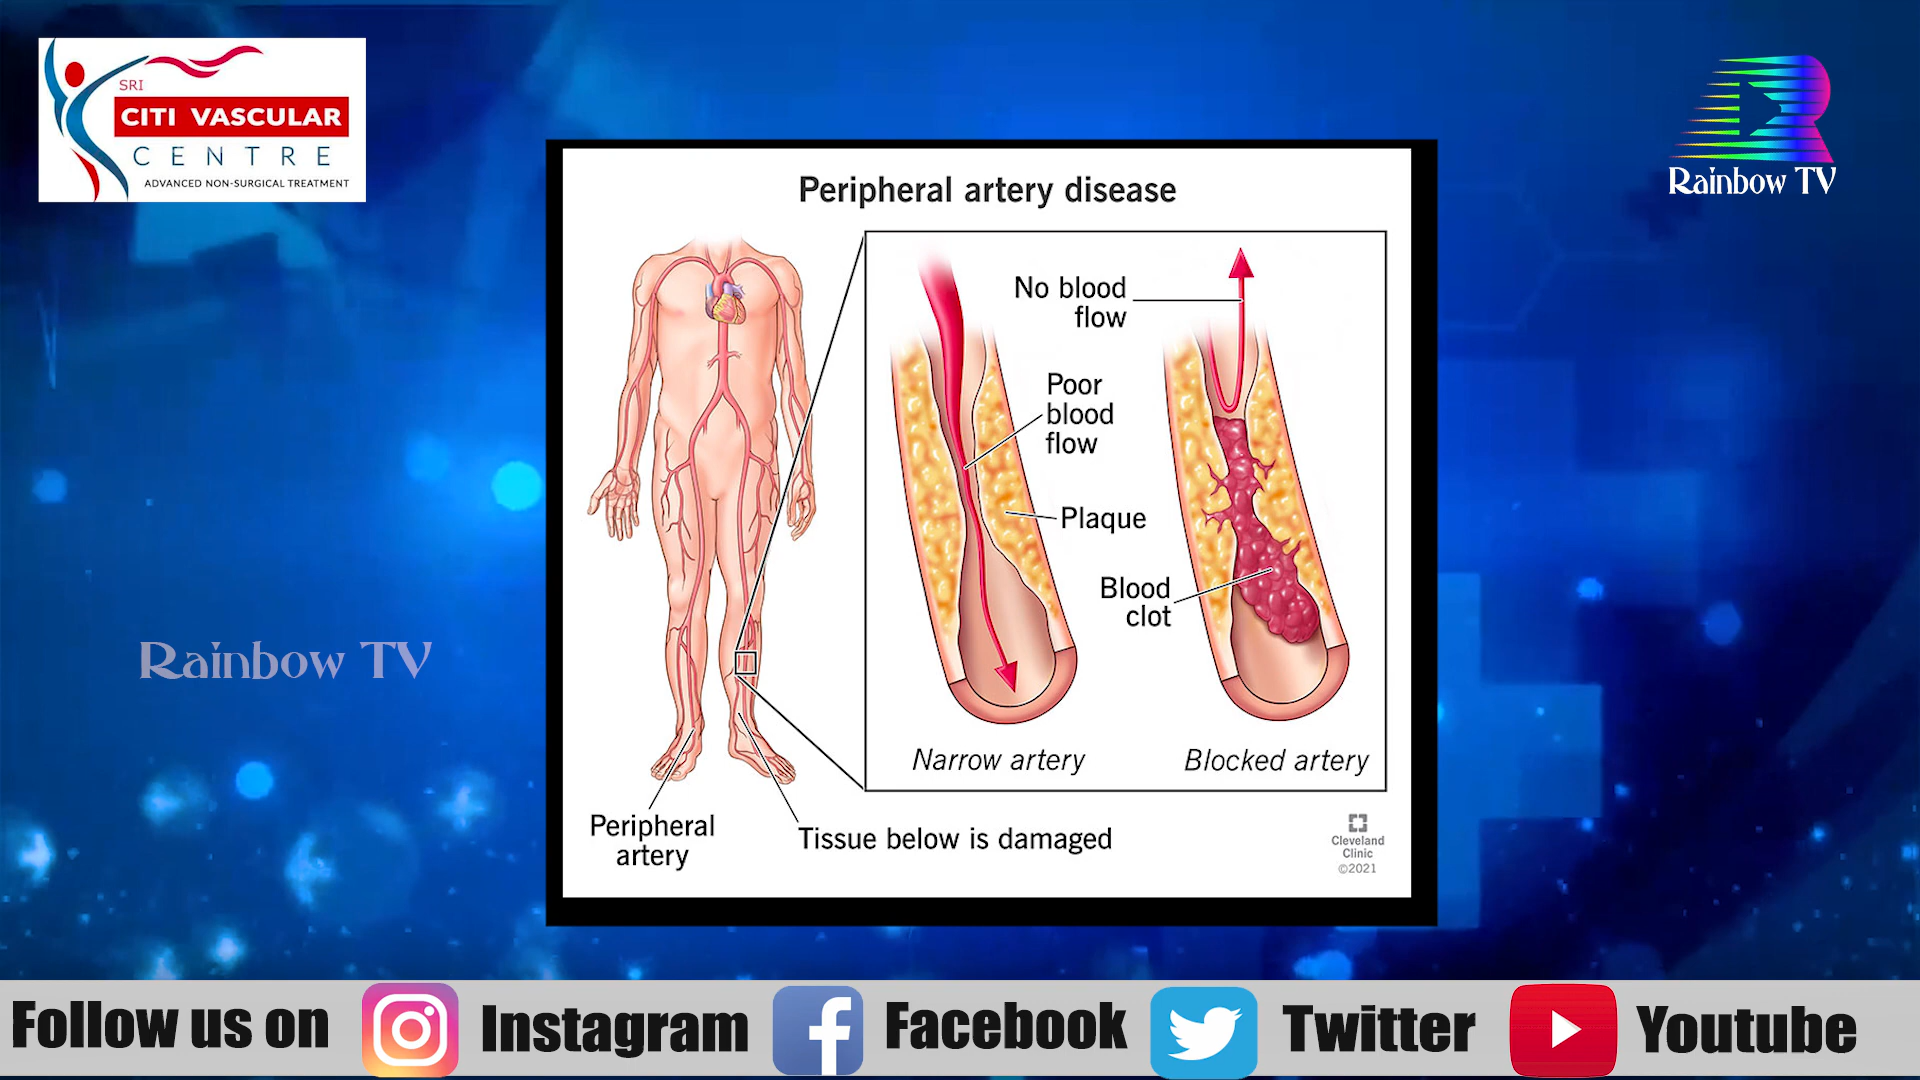 SRI
CITI VASCULAR
CENTRE
ADVANCED NON-SURGICAL TREATMENT
Rainbow TV
Peripheral artery disease
No blood
flow
Poor
blood
flow
Plaque
Blood
clot
Narrow artery
Blocked artery
Peripheral
artery
Tissue below is damaged
Cleveland
Clinic
©2021
Rainbow TV
Follow us on Instagram Facebook Twitter Youtube